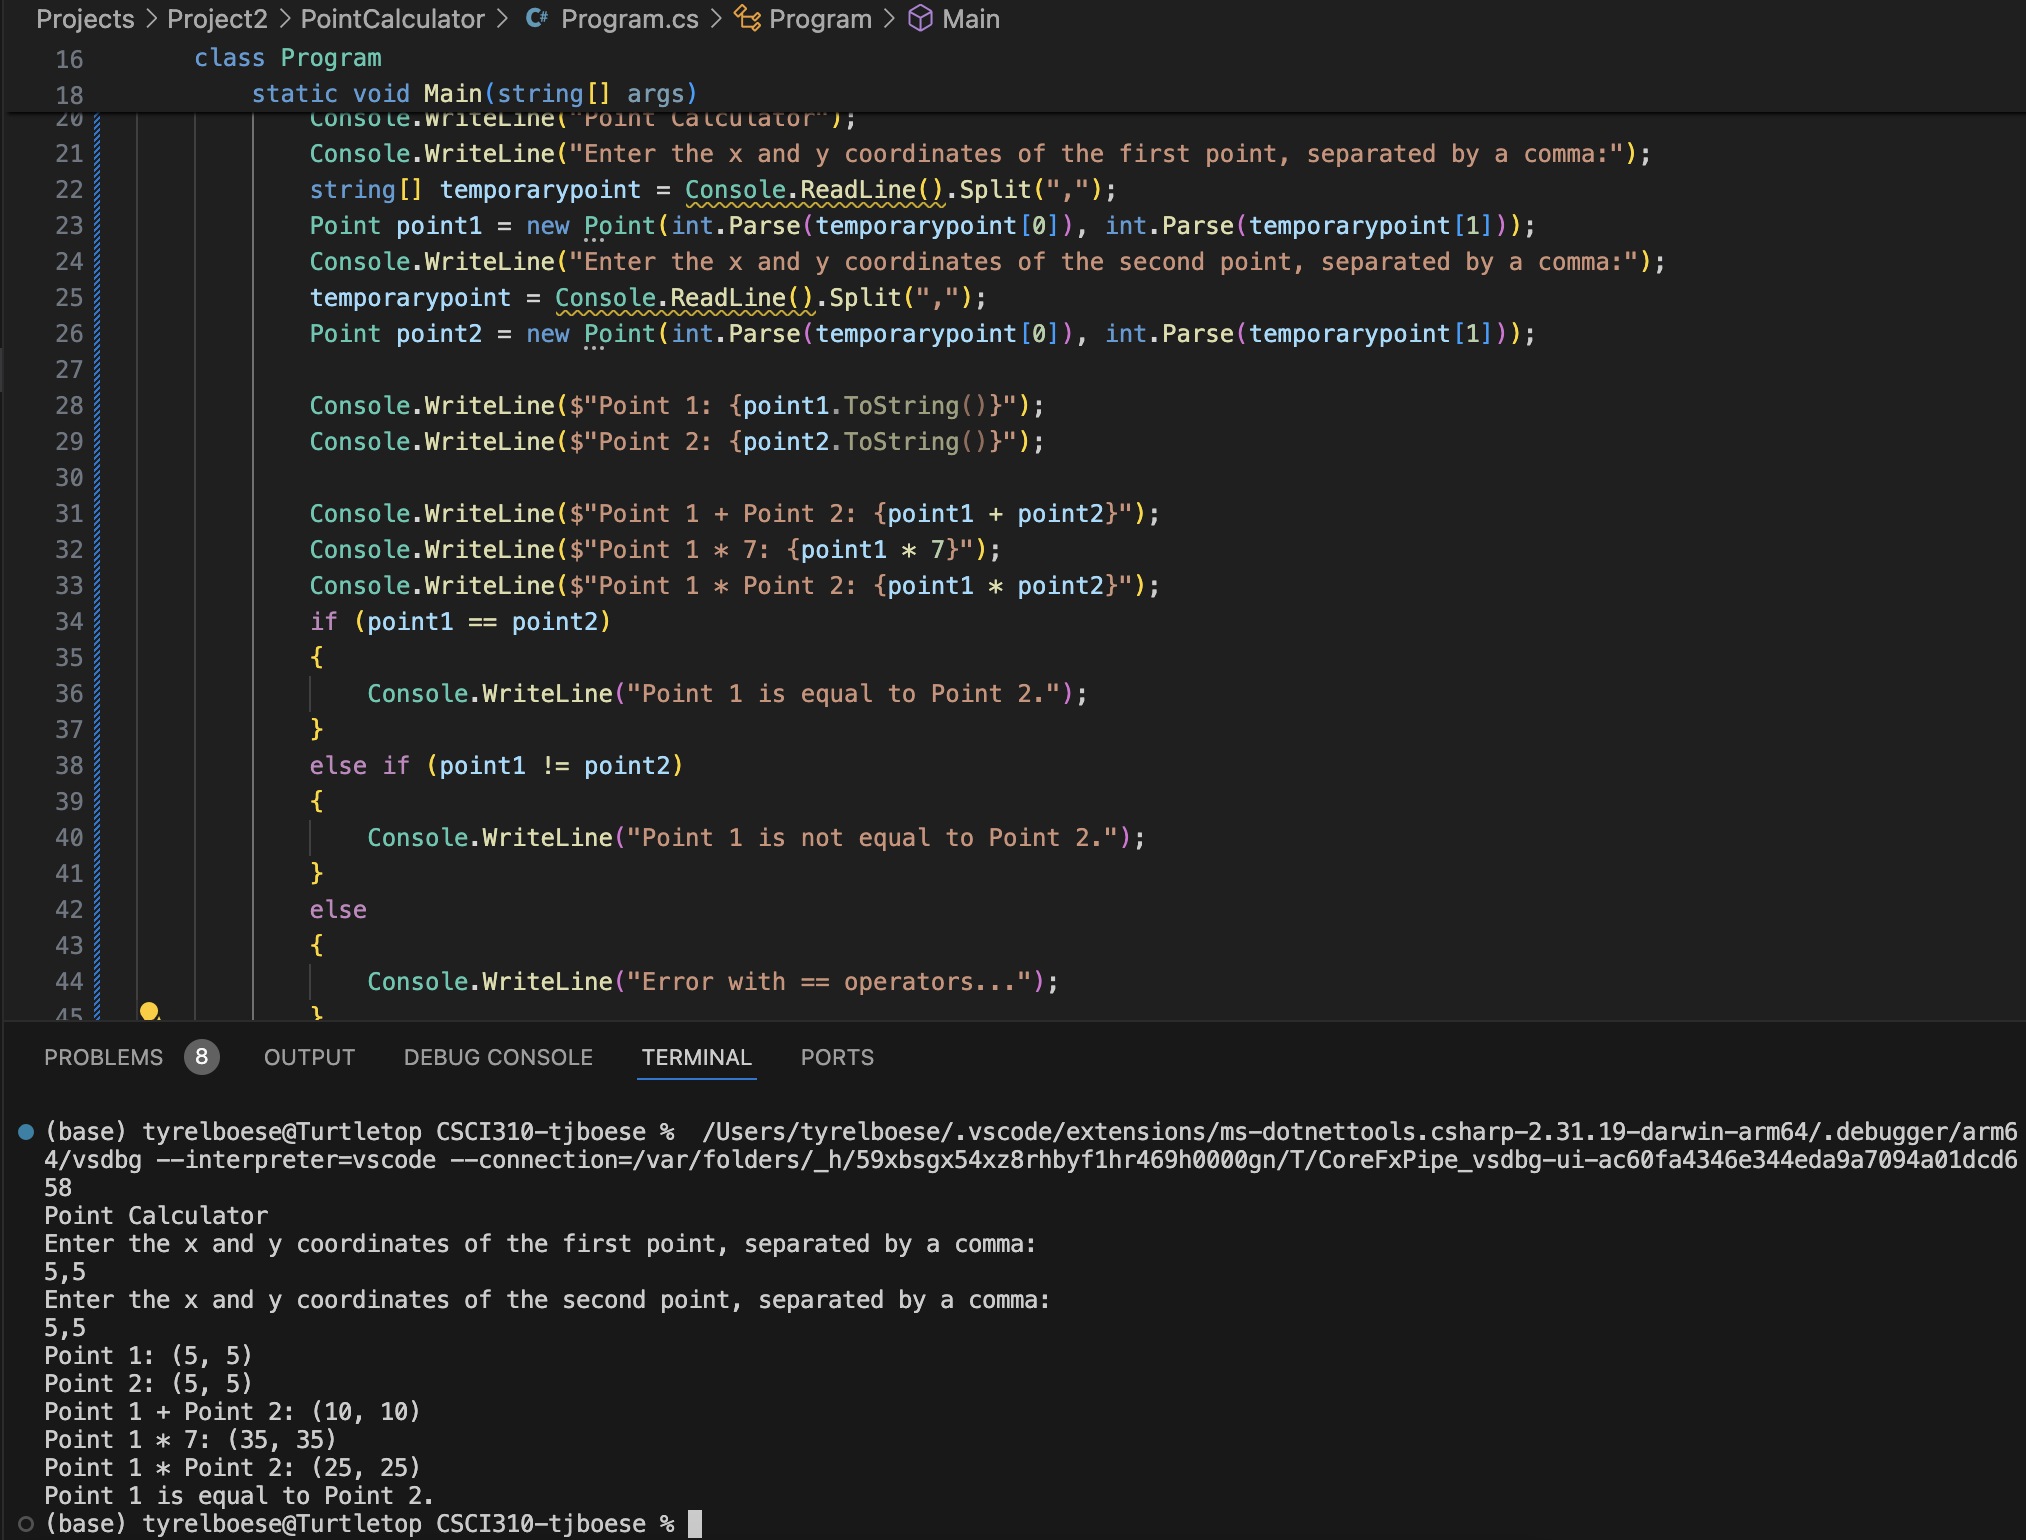 Projects > Project2 > PointCalculator > C# Program.cs > Program > Main
16 class Program
18 static void Main(string[] args)
20 Console.WriteLine("Point Calculator");
21 Console.WriteLine("Enter the x and y coordinates of the first point, separated by a comma:");
22 string[] temporarypoint = Console.ReadLine().Split(",");
23 Point point1 = new Point(int.Parse(temporarypoint[0]), int.Parse(temporarypoint[1]));
24 Console.WriteLine("Enter the x and y coordinates of the second point, separated by a comma:");
25 temporarypoint = Console.ReadLine().Split(",");
26 Point point2 = new Point(int.Parse(temporarypoint[0]), int.Parse(temporarypoint[1]));
27
28 Console.WriteLine($"Point 1: {point1.ToString()}");
29 Console.WriteLine($"Point 2: {point2.ToString()}");
30
31 Console.WriteLine($"Point 1 + Point 2: {point1 + point2}");
32 Console.WriteLine($"Point 1 * 7: {point1 * 7}");
33 Console.WriteLine($"Point 1 * Point 2: {point1 * point2}");
34 if (point1 == point2)
35 {
36 Console.WriteLine("Point 1 is equal to Point 2.");
37 }
38 else if (point1 != point2)
39 {
40 Console.WriteLine("Point 1 is not equal to Point 2.");
41 }
42 else
43 {
44 Console.WriteLine("Error with == operators...");
45 }
PROBLEMS 8 OUTPUT DEBUG CONSOLE TERMINAL PORTS
(base) tyrelboese@Turtletop CSCI310-tjboese %  /Users/tyrelboese/.vscode/extensions/ms-dotnettools.csharp-2.31.19-darwin-arm64/.debugger/arm6
4/vsdbg --interpreter=vscode --connection=/var/folders/_h/59xbsgx54xz8rhbyf1hr469h0000gn/T/CoreFxPipe_vsdbg-ui-ac60fa4346e344eda9a7094a01dcd6
58
Point Calculator
Enter the x and y coordinates of the first point, separated by a comma:
5,5
Enter the x and y coordinates of the second point, separated by a comma:
5,5
Point 1: (5, 5)
Point 2: (5, 5)
Point 1 + Point 2: (10, 10)
Point 1 * 7: (35, 35)
Point 1 * Point 2: (25, 25)
Point 1 is equal to Point 2.
(base) tyrelboese@Turtletop CSCI310-tjboese %